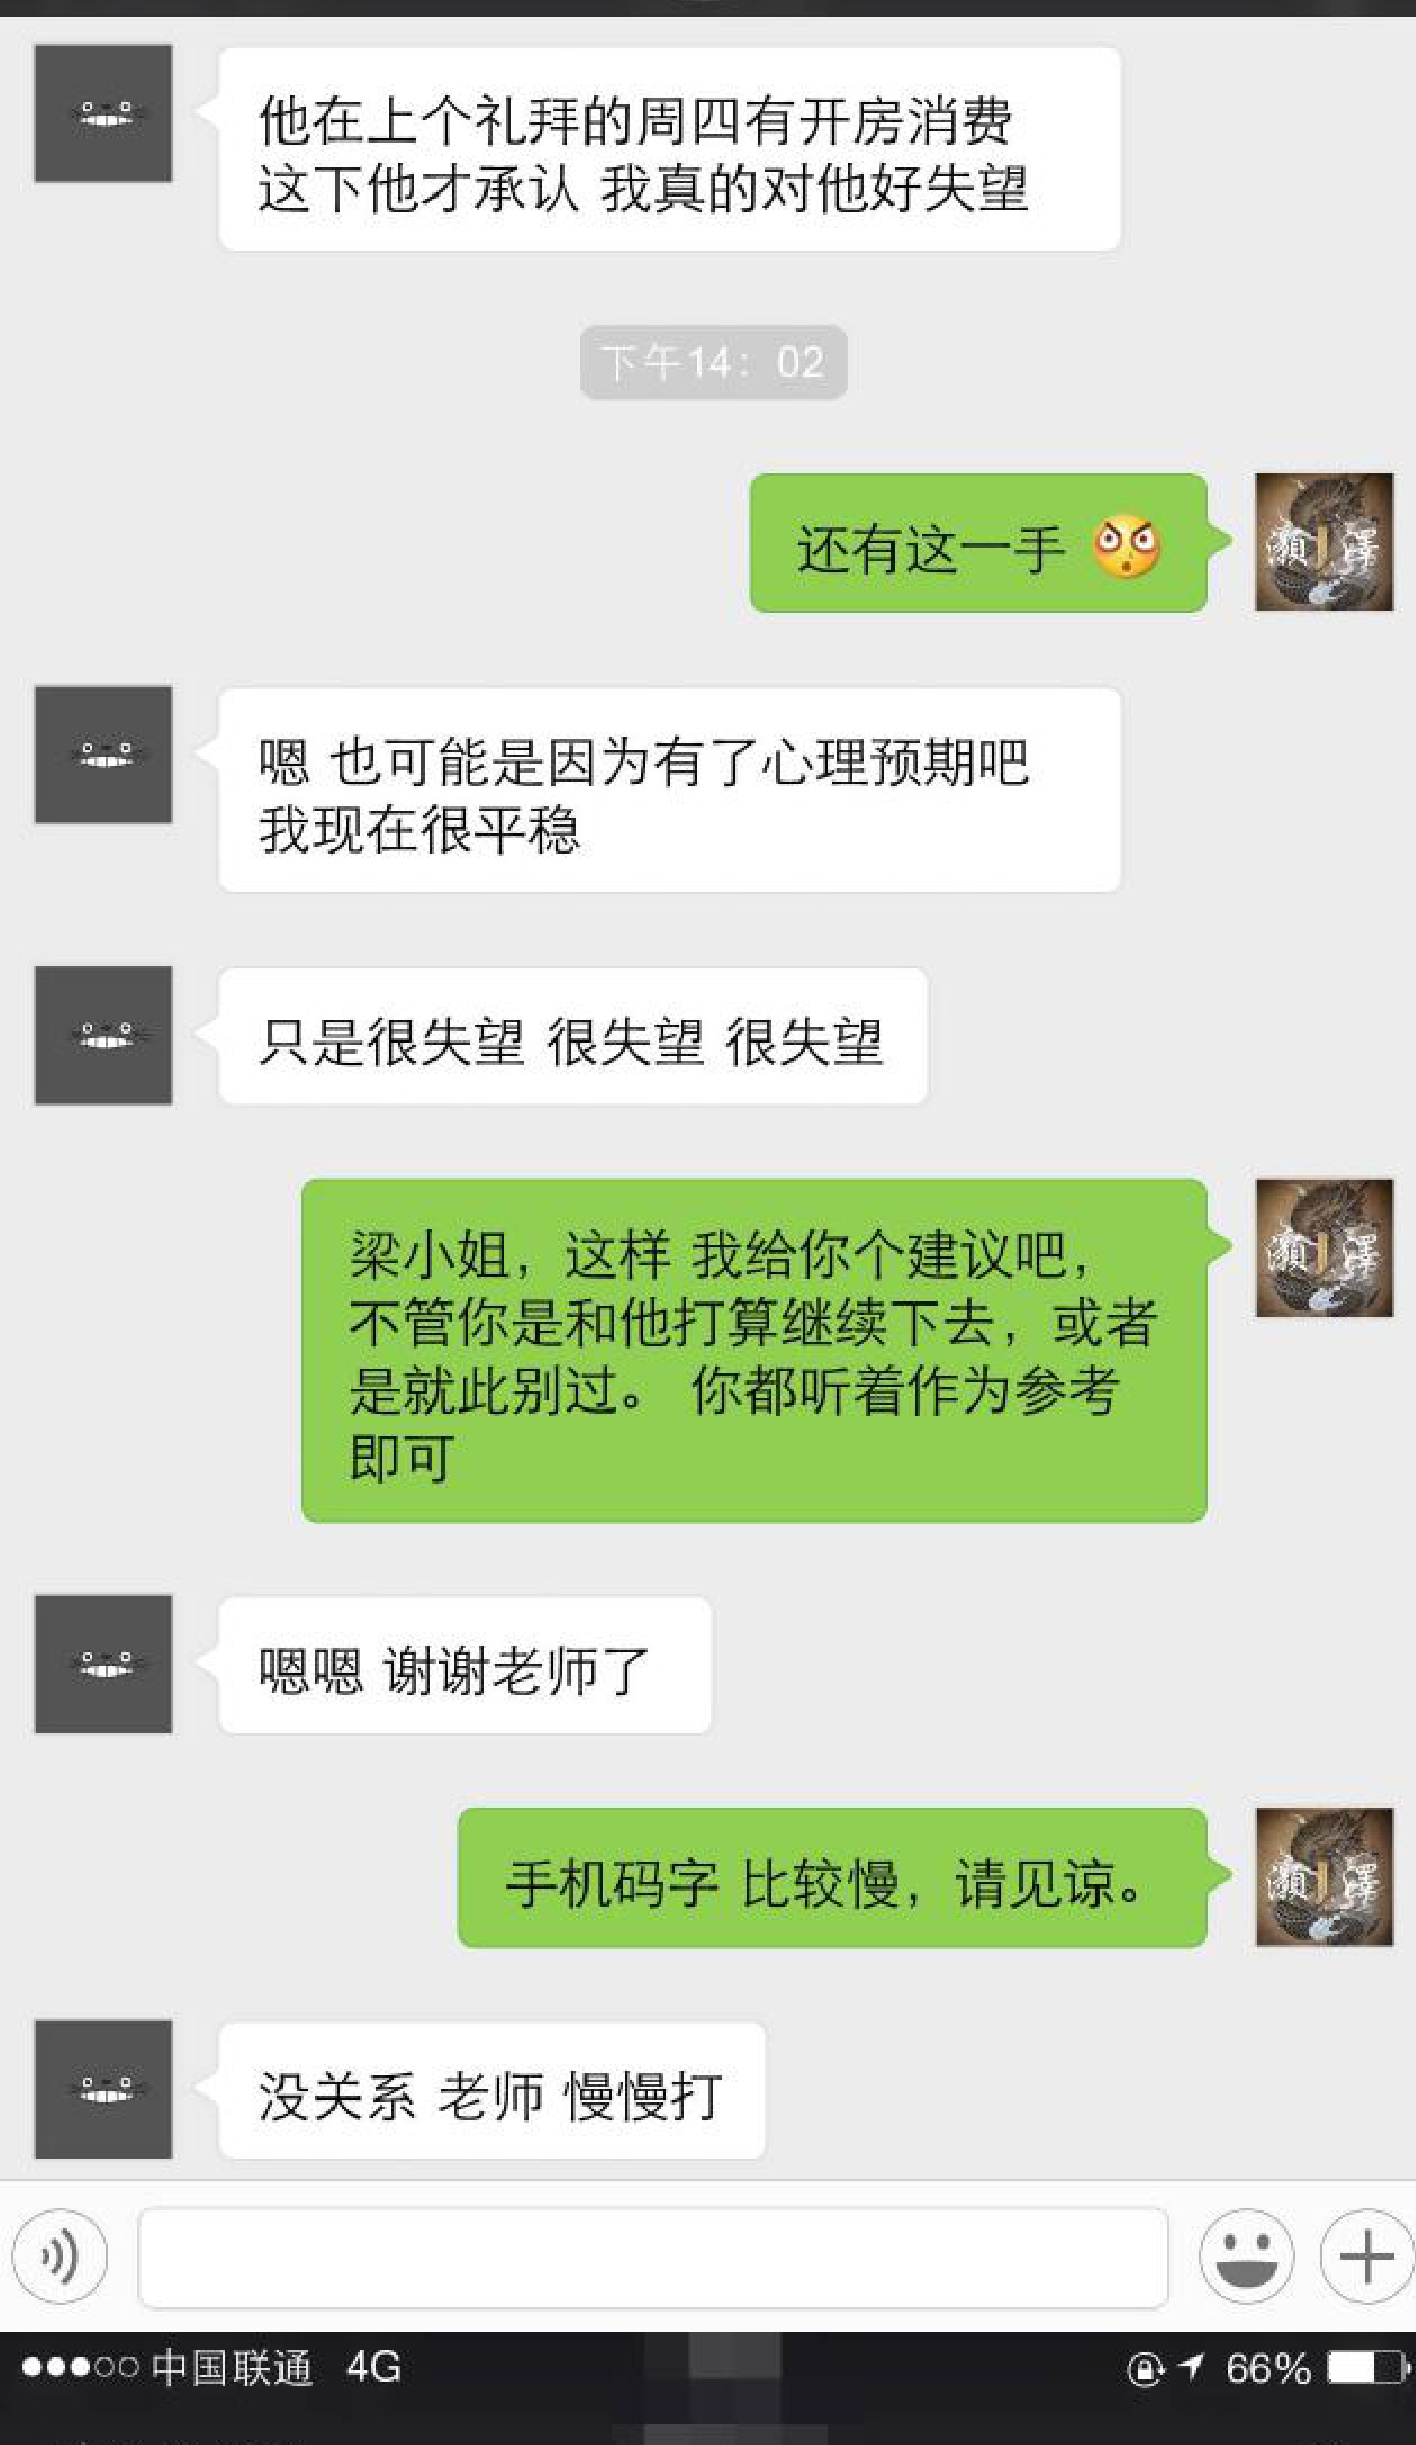 他在上个礼拜的周四有开房消费
这下他才承认 我真的对他好失望
下午14：02
还有这一手
嗯 也可能是因为有了心理预期吧
我现在很平稳
只是很失望 很失望 很失望
梁小姐，这样 我给你个建议吧，
不管你是和他打算继续下去，或者
是就此别过。 你都听着作为参考
即可
嗯嗯 谢谢老师了
手机码字 比较慢，请见谅。
没关系 老师 慢慢打
中国联通 4G
66%